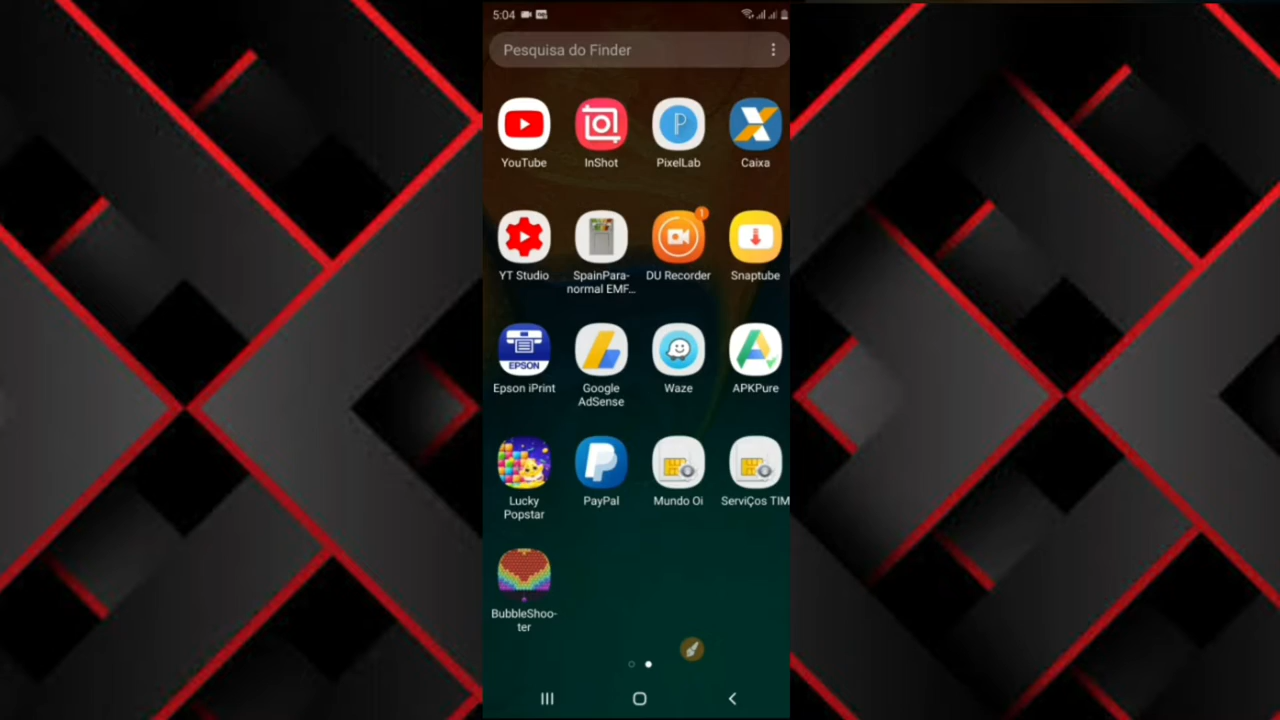 5:04
Pesquisa do Finder
YouTube
InShot
PixelLab
Caixa
YT Studio
SpainPara-
normal EMF...
DU Recorder
1
Snaptube
EPSON
Epson iPrint
Google
AdSense
Waze
APKPure
Lucky
Popstar
PayPal
Mundo Oi
ServiÇos TIM
BubbleShoo-
ter